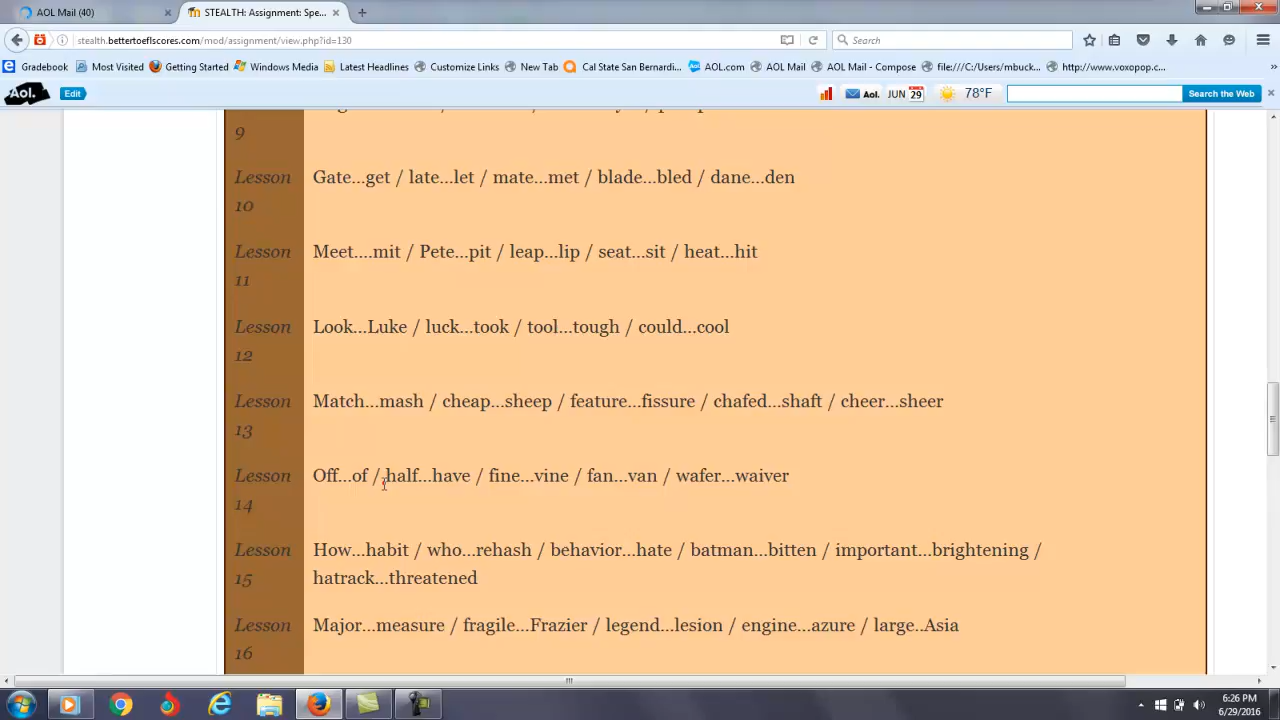 AOL Mail (40)
STEALTH: Assignment: Spe...
stealth.bettertoeflscores.com/mod/assignment/view.php?id=130
Search
Gradebook Most Visited Getting Started Windows Media Latest Headlines Customize Links New Tab Cal State San Bernardi... AOL.com AOL Mail AOL Mail - Compose file:///C:/Users/mbuck... http://www.voxopop.c...
Aol. Edit Aol. JUN 29 78°F Search the Web
9
Lesson Gate...get / late...let / mate...met / blade...bled / dane...den
10
Lesson Meet....mit / Pete...pit / leap...lip / seat...sit / heat...hit
11
Lesson Look...Luke / luck...took / tool...tough / could...cool
12
Lesson Match...mash / cheap...sheep / feature...fissure / chafed...shaft / cheer...sheer
13
Lesson Off...of / half...have / fine...vine / fan...van / wafer...waiver
14
Lesson How...habit / who...rehash / behavior...hate / batman...bitten / important...brightening /
15 hatrack...threatened
Lesson Major...measure / fragile...Frazier / legend...lesion / engine...azure / large..Asia
16
6:26 PM
6/29/2016